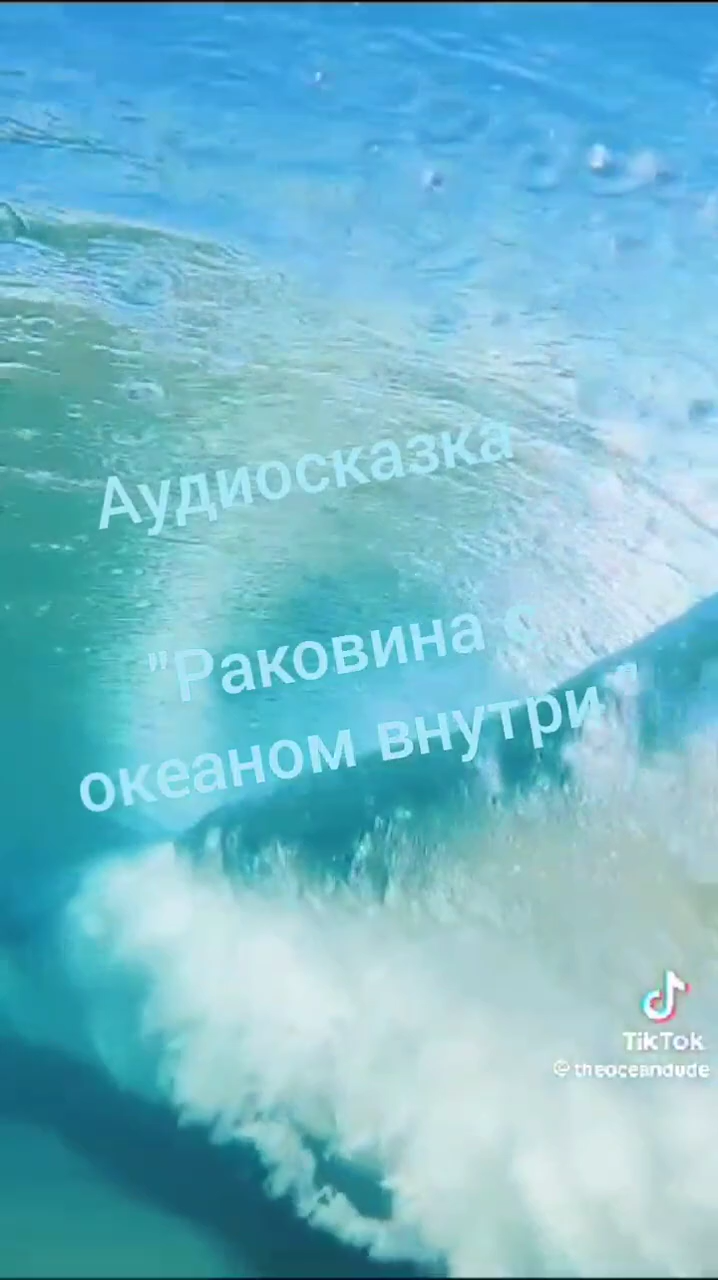 Аудиосказка
"Раковина с
океаном внутри "
TikTok
@theoceandude